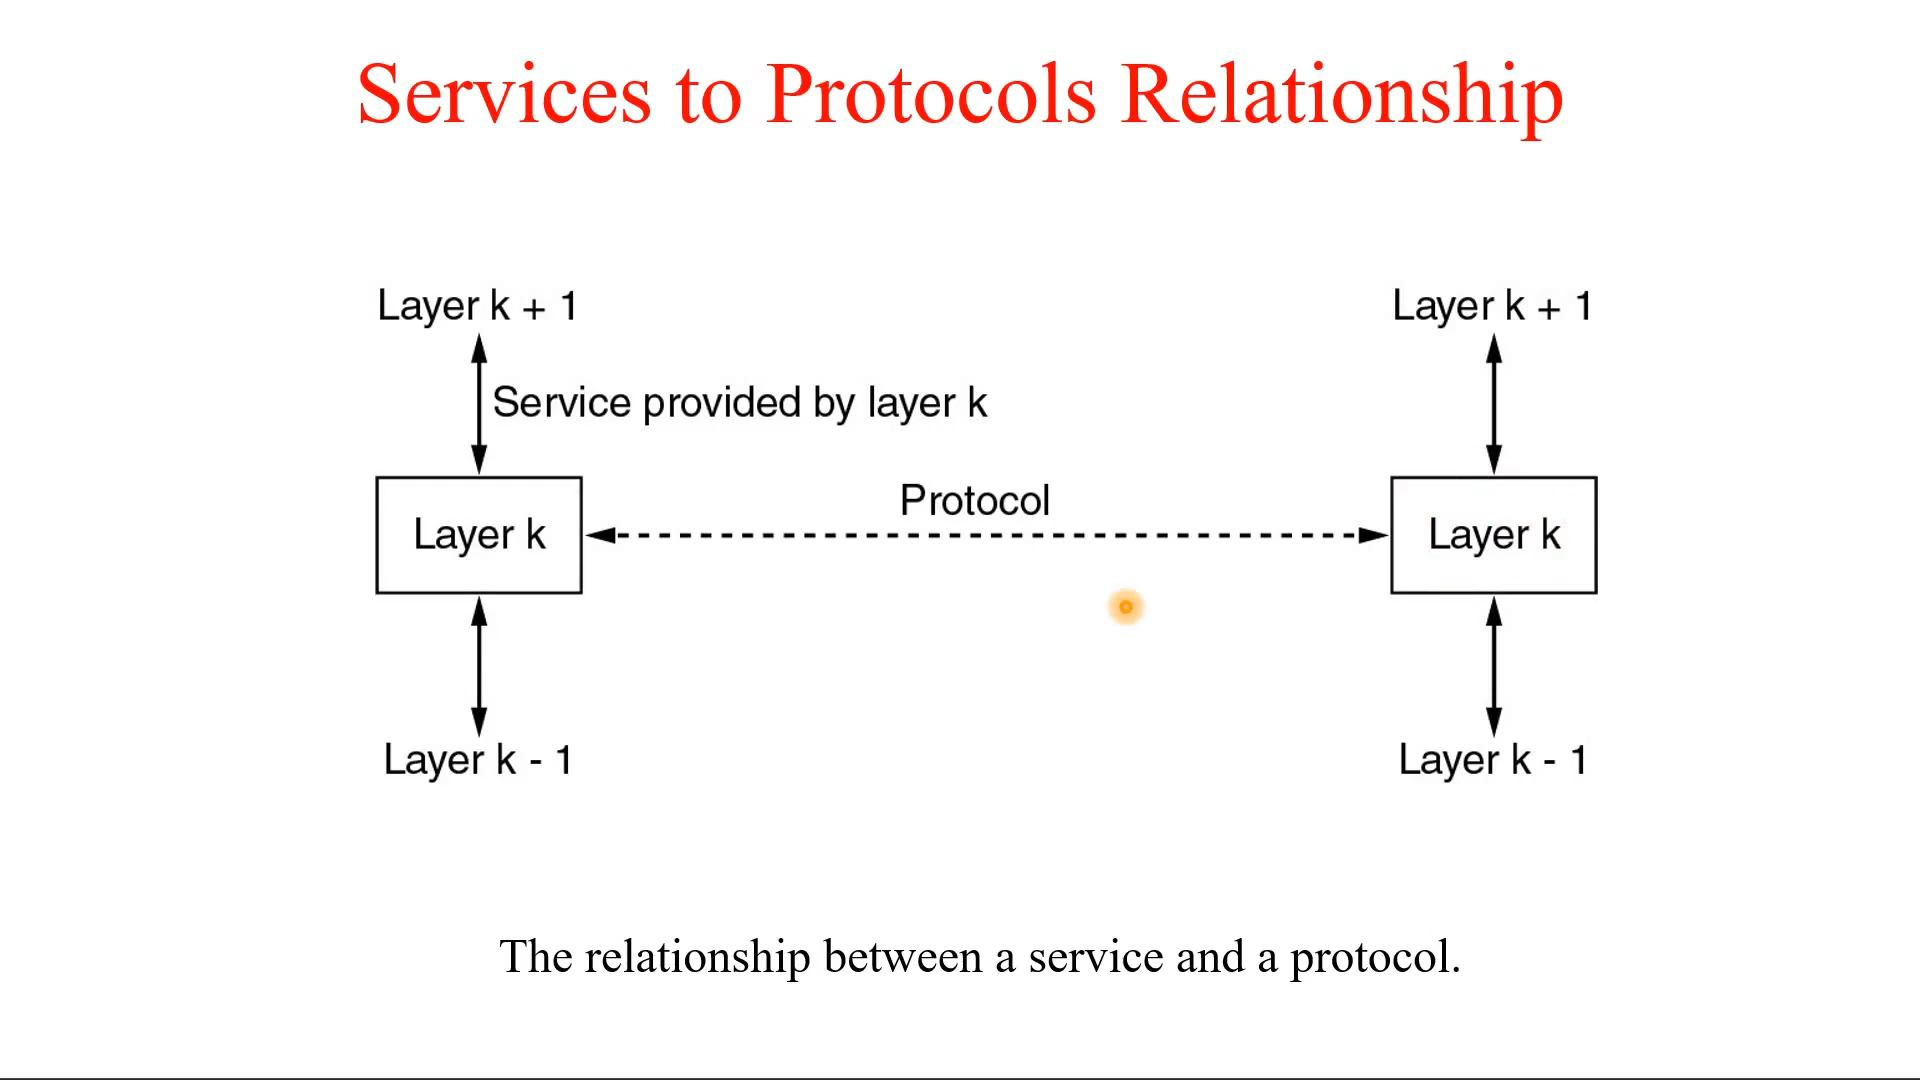 Services to Protocols Relationship
Layer k + 1
Layer k + 1
Service provided by layer k
Protocol
Layer k
Layer k
Layer k - 1
Layer k - 1
The relationship between a service and a protocol.